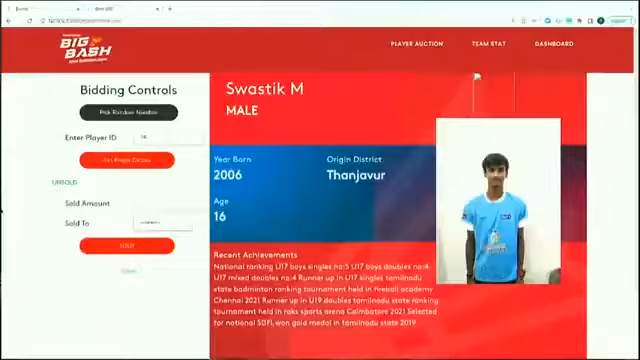 BIG
BASH
PLAYER AUCTION
TEAM STAT
DASHBOARD
Bidding Controls
Pick Random Number
Enter Player ID
UNSOLD
Sold Amount
Sold To
SOLD
Swastik M
MALE
Year Born
2006
Origin District
Thanjavur
Age
16
Recent Achievements
National ranking U17 boys singles no:5 U17 boys doubles no:4
U17 mixed doubles no:4 Runner up in U17 singles tamilnadu
state badminton ranking tournament held in fireball academy
Chennai 2021 Runner up in U19 doubles tamilnadu state ranking
tournament held in raks sports arena Coimbatore 2021 Selected
for national SGFI, won gold medal in tamilnadu state 2019